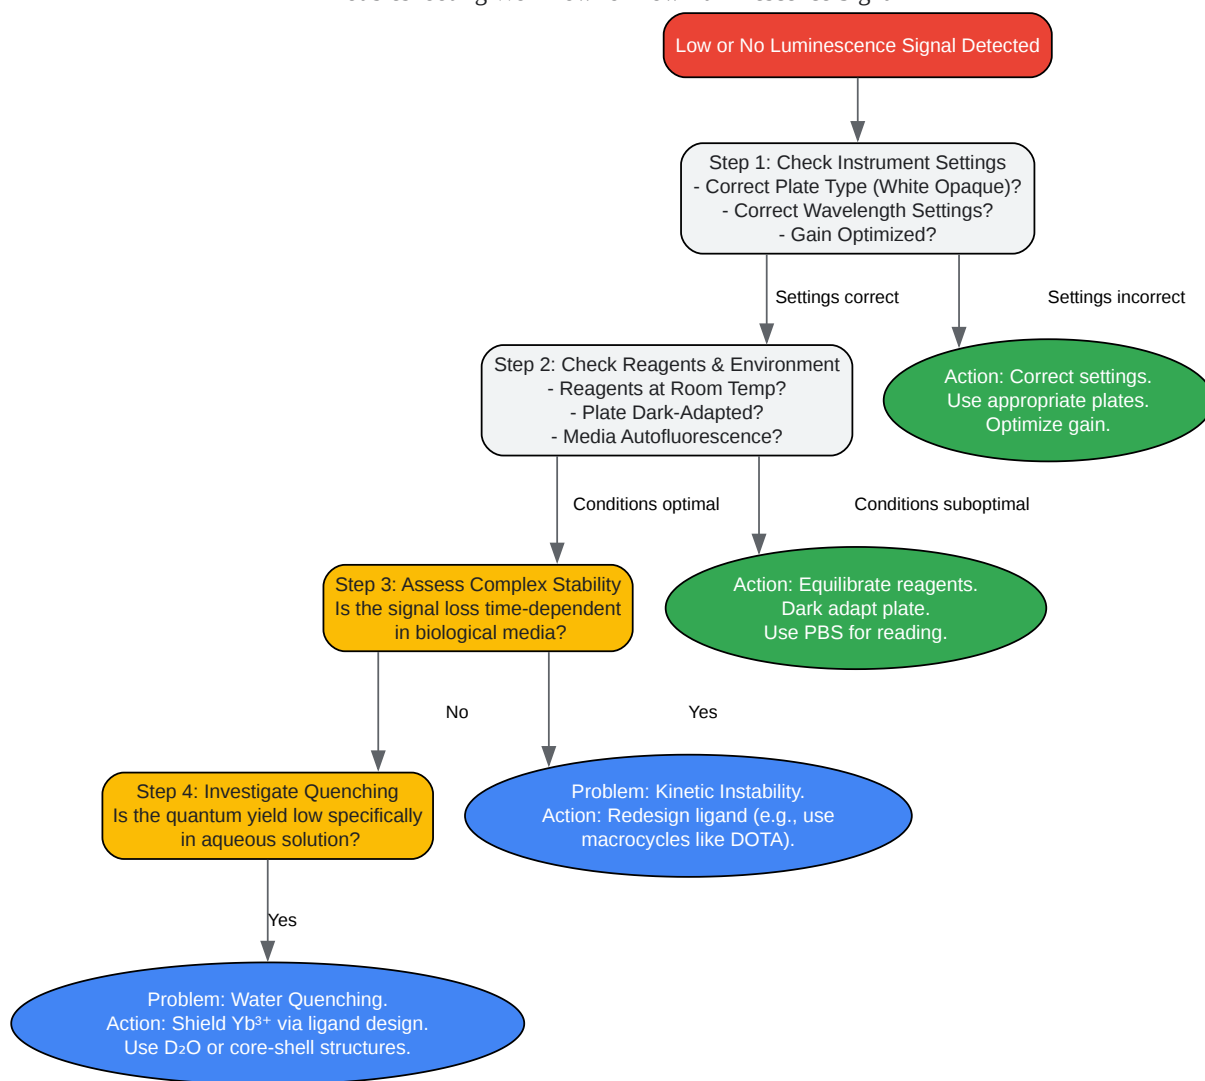 Low or No Luminescence Signal Detected
Step 1: Check Instrument Settings
- Correct Plate Type (White Opaque)?
- Correct Wavelength Settings?
- Gain Optimized?
Settings correct
Settings incorrect
Step 2: Check Reagents & Environment
- Reagents at Room Temp?
- Plate Dark-Adapted?
- Media Autofluorescence?
Action: Correct settings.
Use appropriate plates.
Optimize gain.
Conditions optimal
Conditions suboptimal
Step 3: Assess Complex Stability
Is the signal loss time-dependent
in biological media?
Action: Equilibrate reagents.
Dark adapt plate.
Use PBS for reading.
No
Yes
Step 4: Investigate Quenching
Is the quantum yield low specifically
in aqueous solution?
Problem: Kinetic Instability.
Action: Redesign ligand (e.g., use
macrocycles like DOTA).
Yes
Problem: Water Quenching.
Action: Shield Yb³⁺ via ligand design.
Use D₂O or core-shell structures.